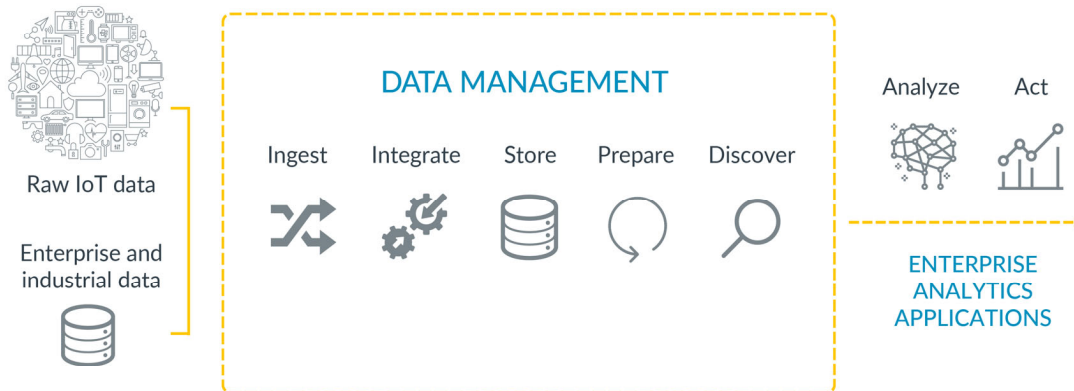 Raw IoT data
Enterprise and
industrial data
DATA MANAGEMENT
Ingest
Integrate
Store
Prepare
Discover
Analyze
Act
ENTERPRISE
ANALYTICS
APPLICATIONS